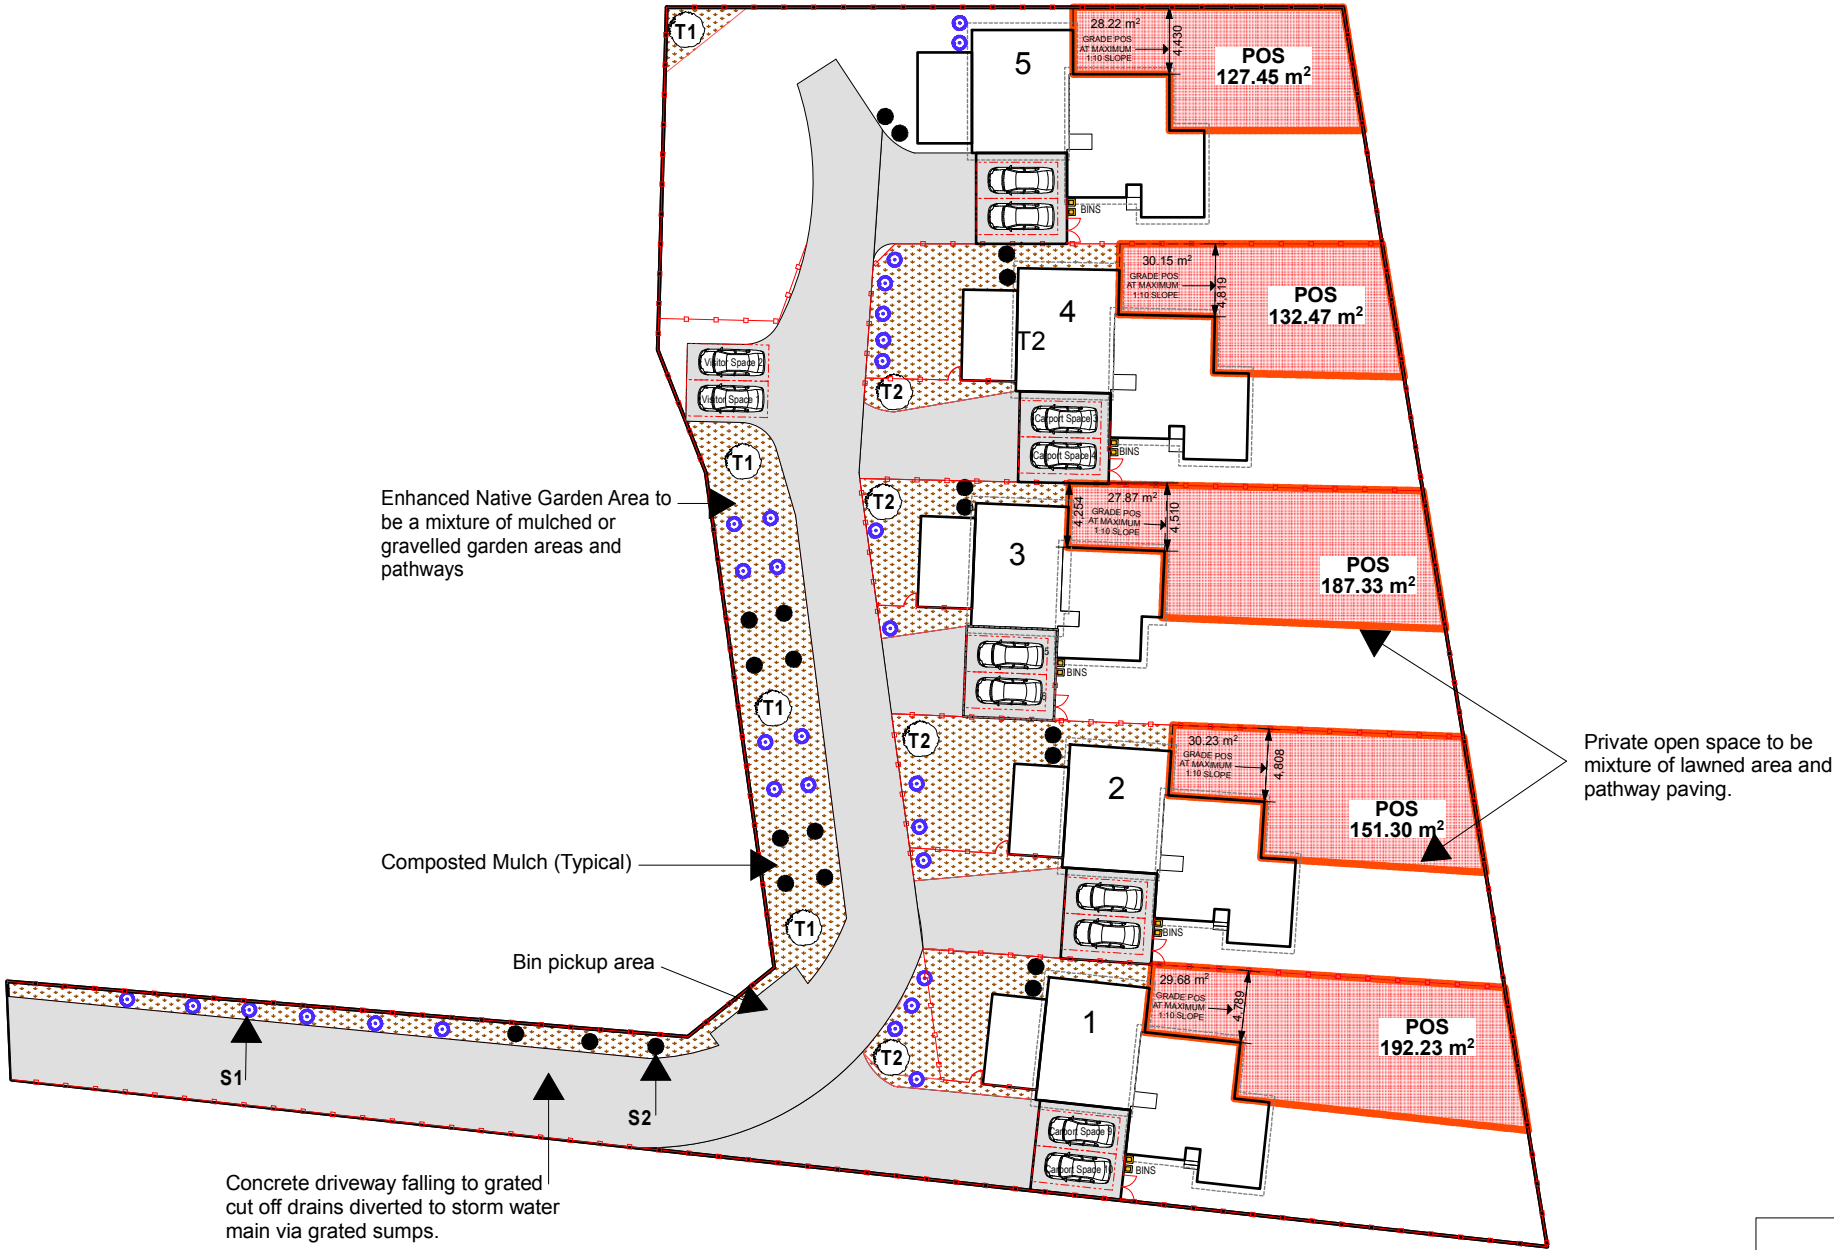 T1
28.22 m²
GRADE POS
AT MAXIMUM
1:10 SLOPE
4,430
POS
127.45 m²
5
BINS
30.15 m²
GRADE POS
AT MAXIMUM
1:10 SLOPE
4,819
POS
132.47 m²
4
T2
T2
Visitor Space 2
Visitor Space 1
Carport Space 3
Carport Space 4
BINS
T1
Enhanced Native Garden Area to
be a mixture of mulched or
gravelled garden areas and
pathways
T2
4,254
27.87 m²
GRADE POS
AT MAXIMUM
1:10 SLOPE
4,510
3
POS
187.33 m²
5
6
BINS
T1
T2
30.23 m²
GRADE POS
AT MAXIMUM
1:10 SLOPE
4,808
Private open space to be
mixture of lawned area and
pathway paving.
2
POS
151.30 m²
Composted Mulch (Typical)
T1
BINS
Bin pickup area
29.68 m²
GRADE POS
AT MAXIMUM
1:10 SLOPE
4,789
1
POS
192.23 m²
T2
S1
S2
Carport Space 9
Carport Space 10
BINS
Concrete driveway falling to grated
cut off drains diverted to storm water
main via grated sumps.